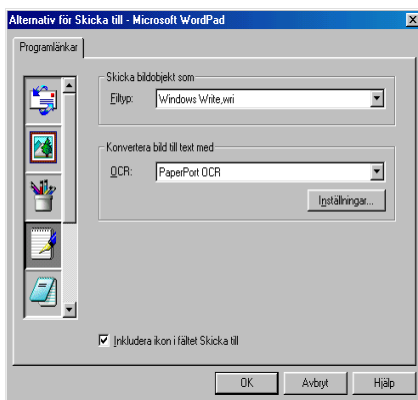 Alternativ för Skicka till - Microsoft WordPad
Programlänkar
Skicka bildobjekt som
Filtyp: Windows Write,wri
Konvertera bild till text med
OCR: PaperPort OCR
Inställningar...
Inkludera ikon i fältet Skicka till
OK Avbryt Hjälp